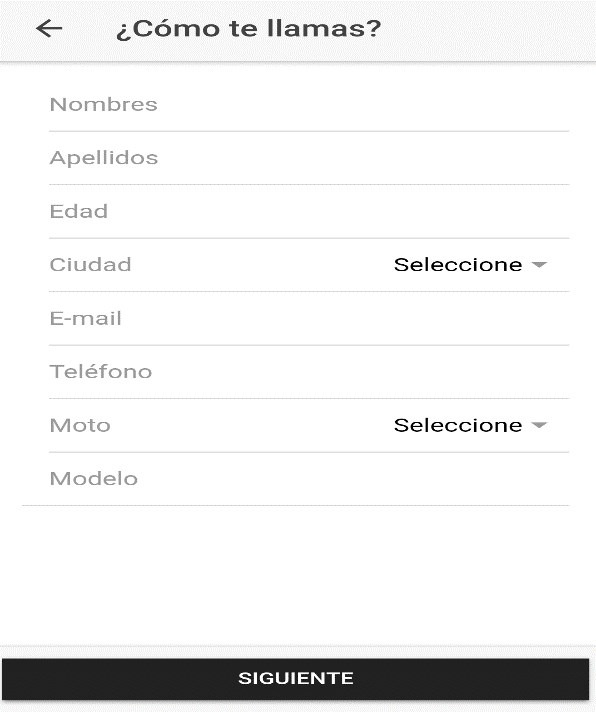 ¿Cómo te llamas?
Nombres
Apellidos
Edad
Ciudad Seleccione
E-mail
Teléfono
Moto Seleccione
Modelo
SIGUIENTE